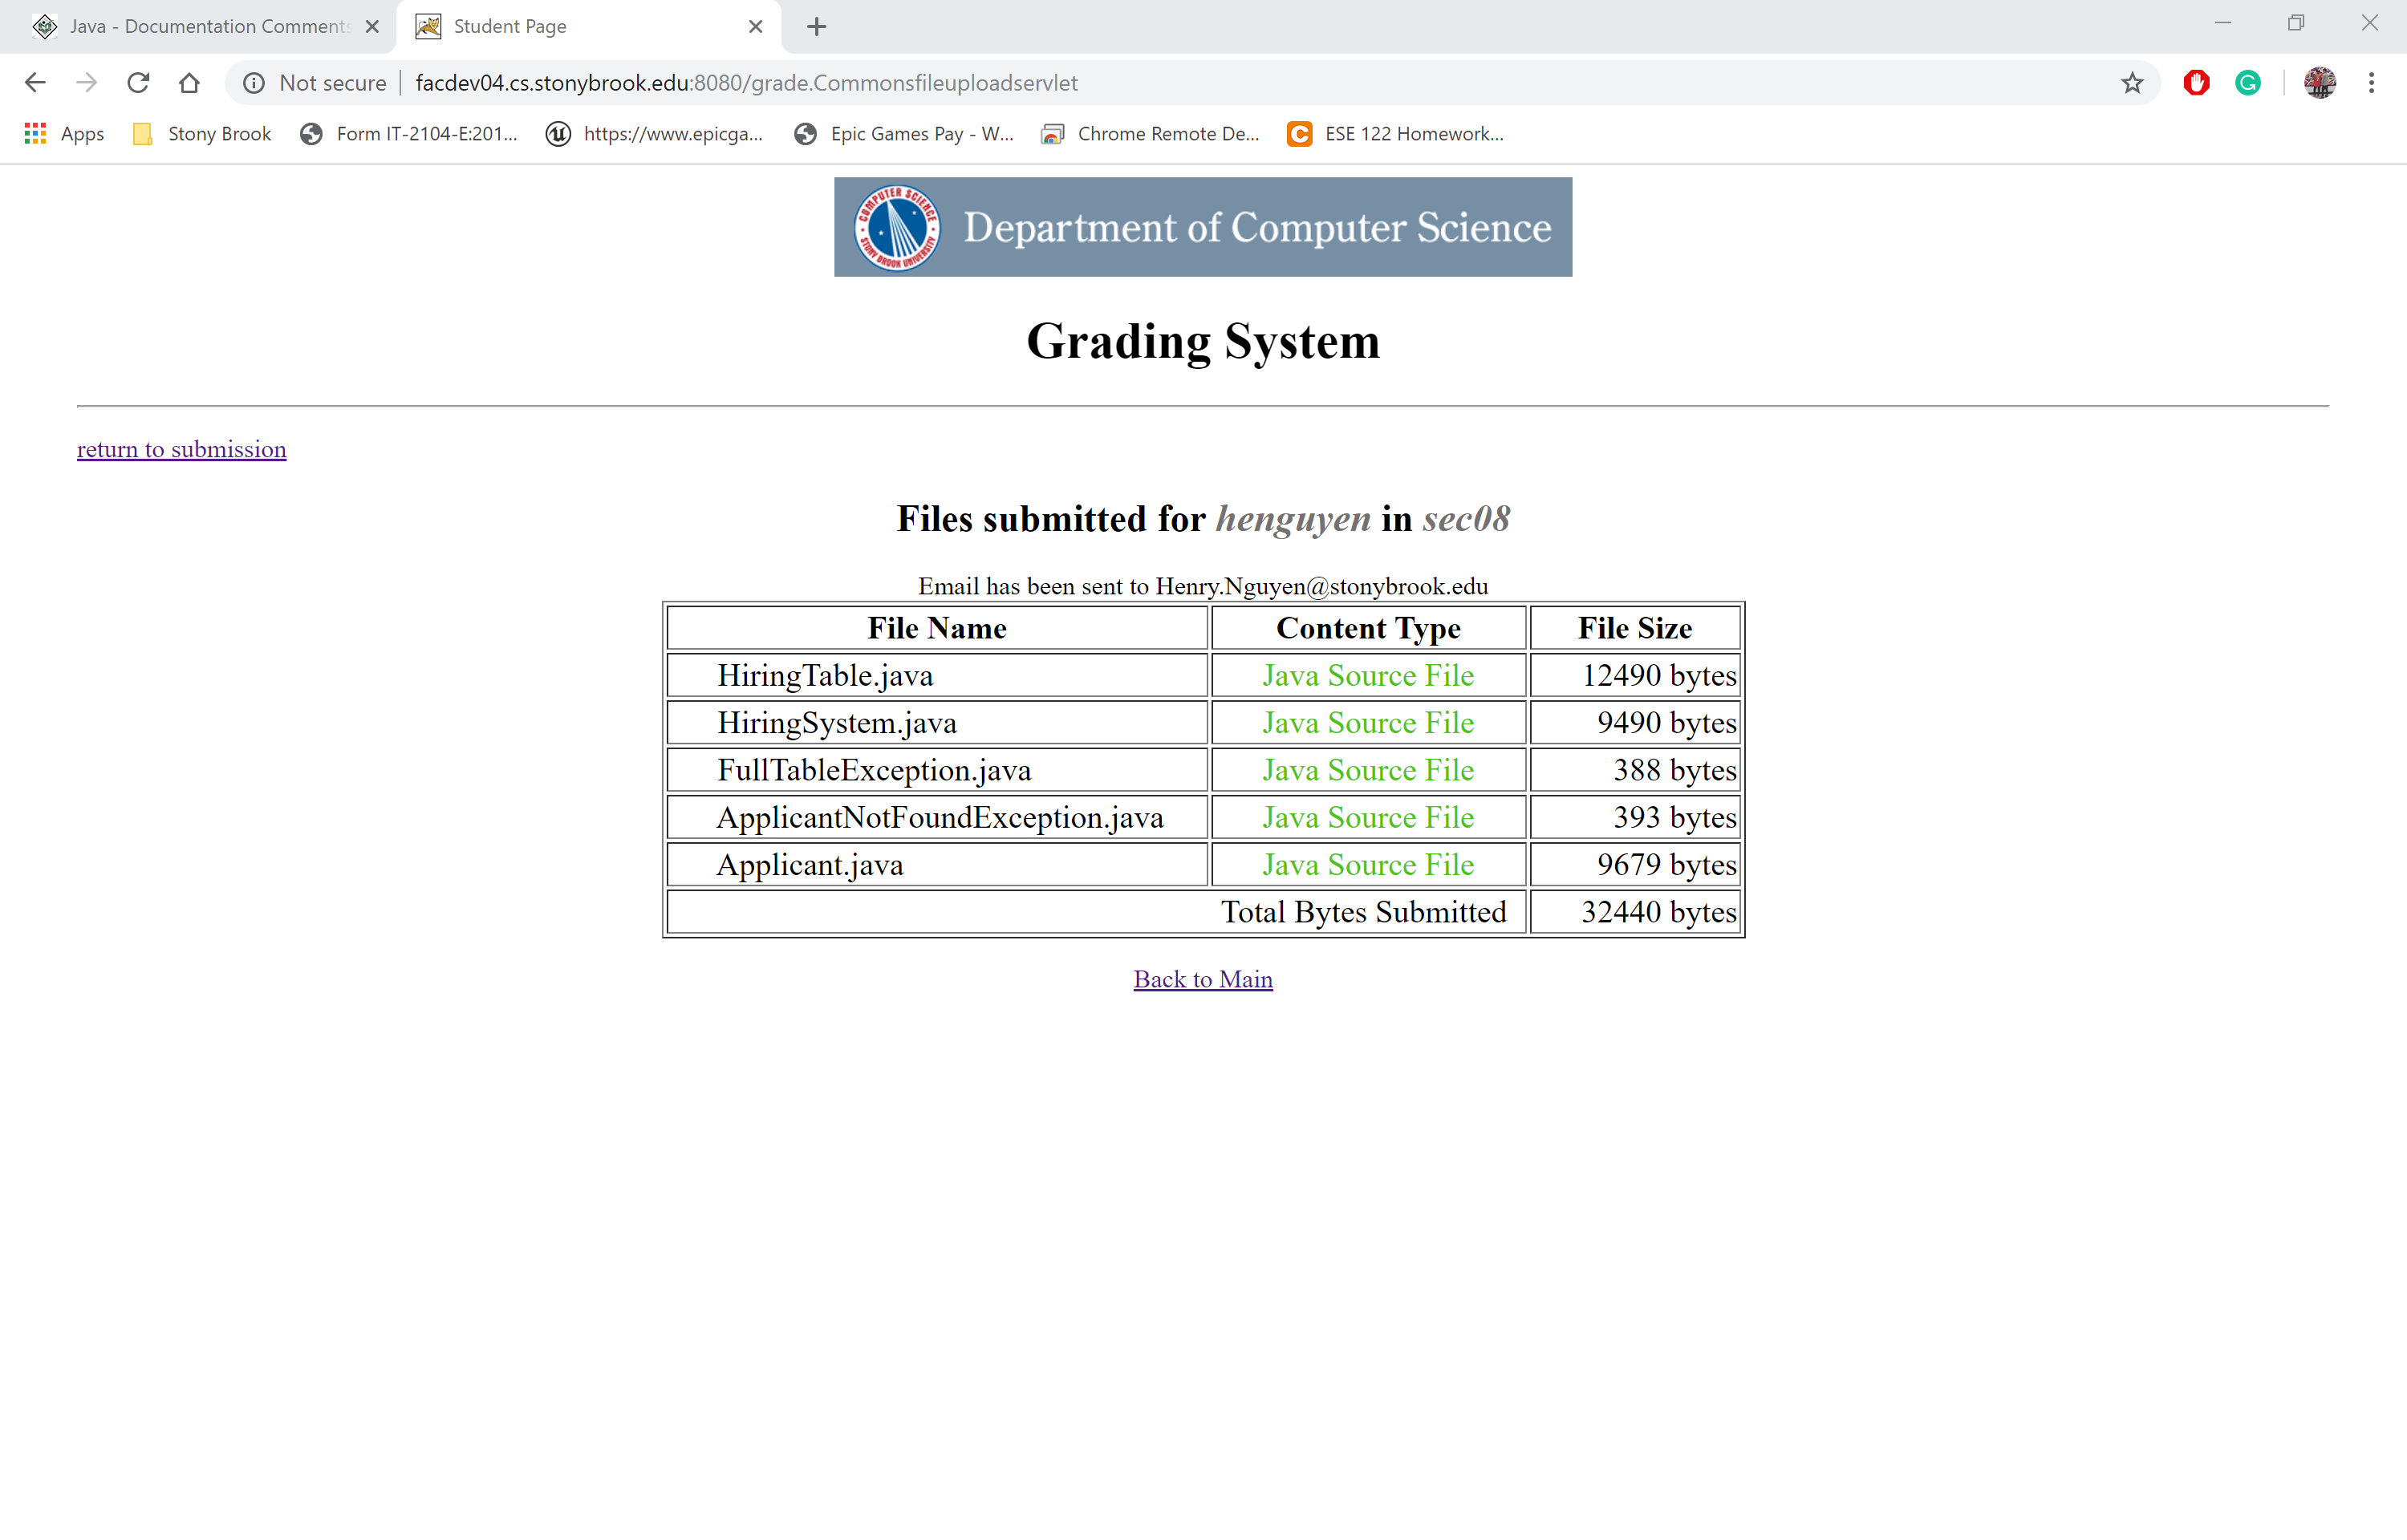 Java - Documentation Comments
Student Page
Not secure facdev04.cs.stonybrook.edu:8080/grade.Commonsfileuploadservlet
Apps Stony Brook Form IT-2104-E:201... https://www.epicga... Epic Games Pay - W... Chrome Remote De... ESE 122 Homework...
COMPUTER SCIENCE
STONY BROOK UNIVERSITY
Department of Computer Science
Grading System
return to submission
Files submitted for henguyen in sec08
Email has been sent to Henry.Nguyen@stonybrook.edu
File Name Content Type File Size
HiringTable.java Java Source File 12490 bytes
HiringSystem.java Java Source File 9490 bytes
FullTableException.java Java Source File 388 bytes
ApplicantNotFoundException.java Java Source File 393 bytes
Applicant.java Java Source File 9679 bytes
Total Bytes Submitted 32440 bytes
Back to Main